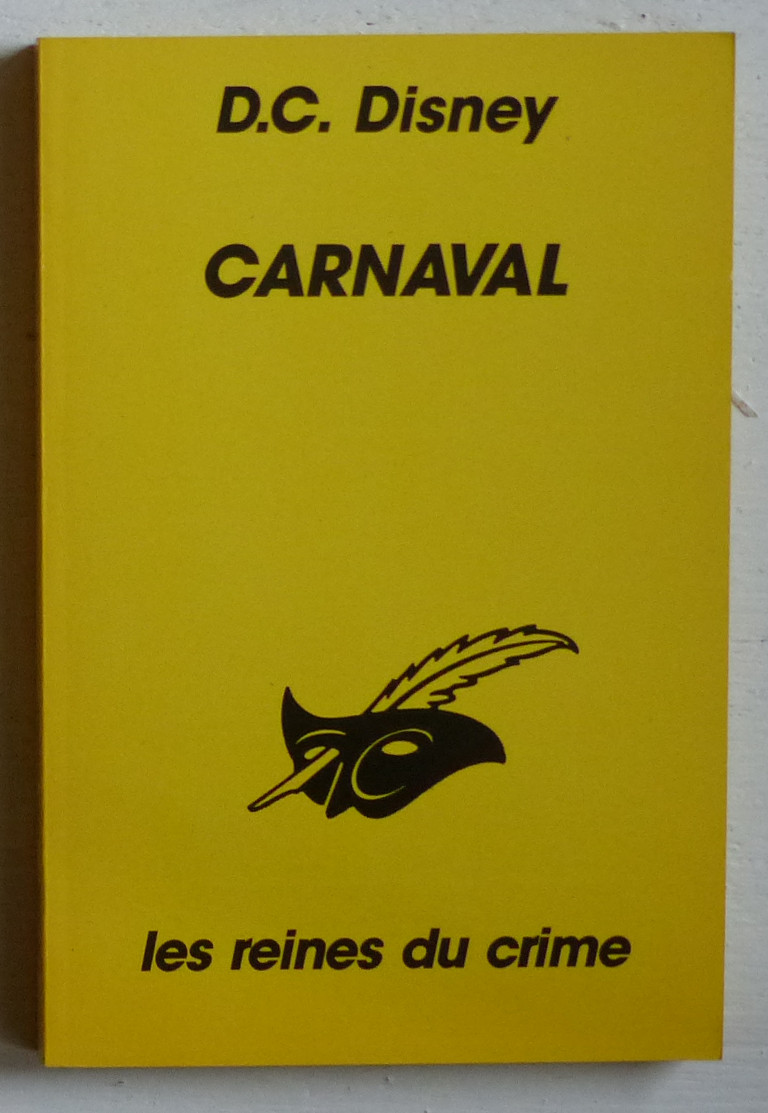 D.C. Disney
CARNAVAL
les reines du crime